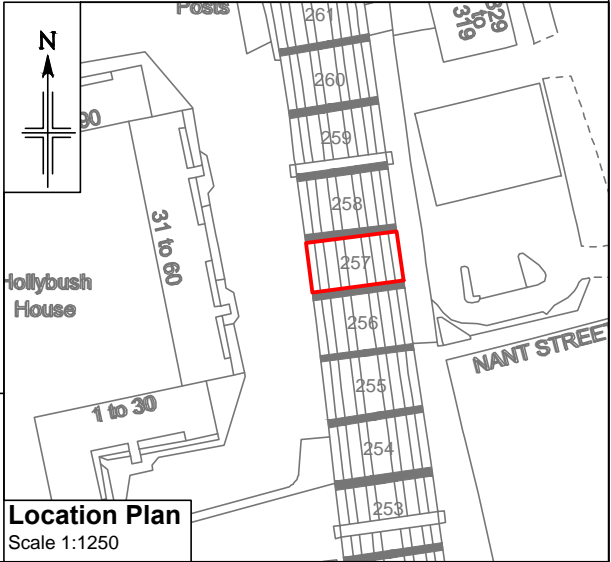 Posts
261
329
to
319
N
260
90
259
258
31 to 60
257
Hollybush
House
256
NANT STREE
255
1 to 30
254
253
Location Plan
Scale 1:1250